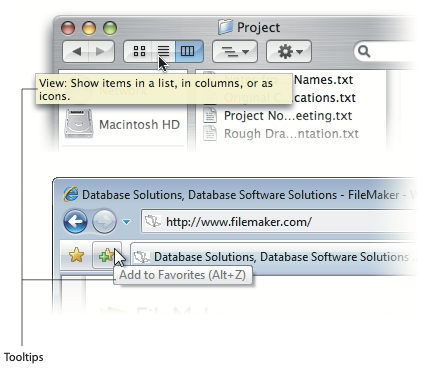 Project
Names.txt
View: Show items in a list, in columns, or as
icons.
cations.txt
Macintosh HD
Project No...eeting.txt
Rough Dra...ntation.txt
Database Solutions, Database Software Solutions - FileMaker -
http://www.filemaker.com/
Database Solutions, Database Software Solutions ...
Add to Favorites (Alt+Z)
Tooltips